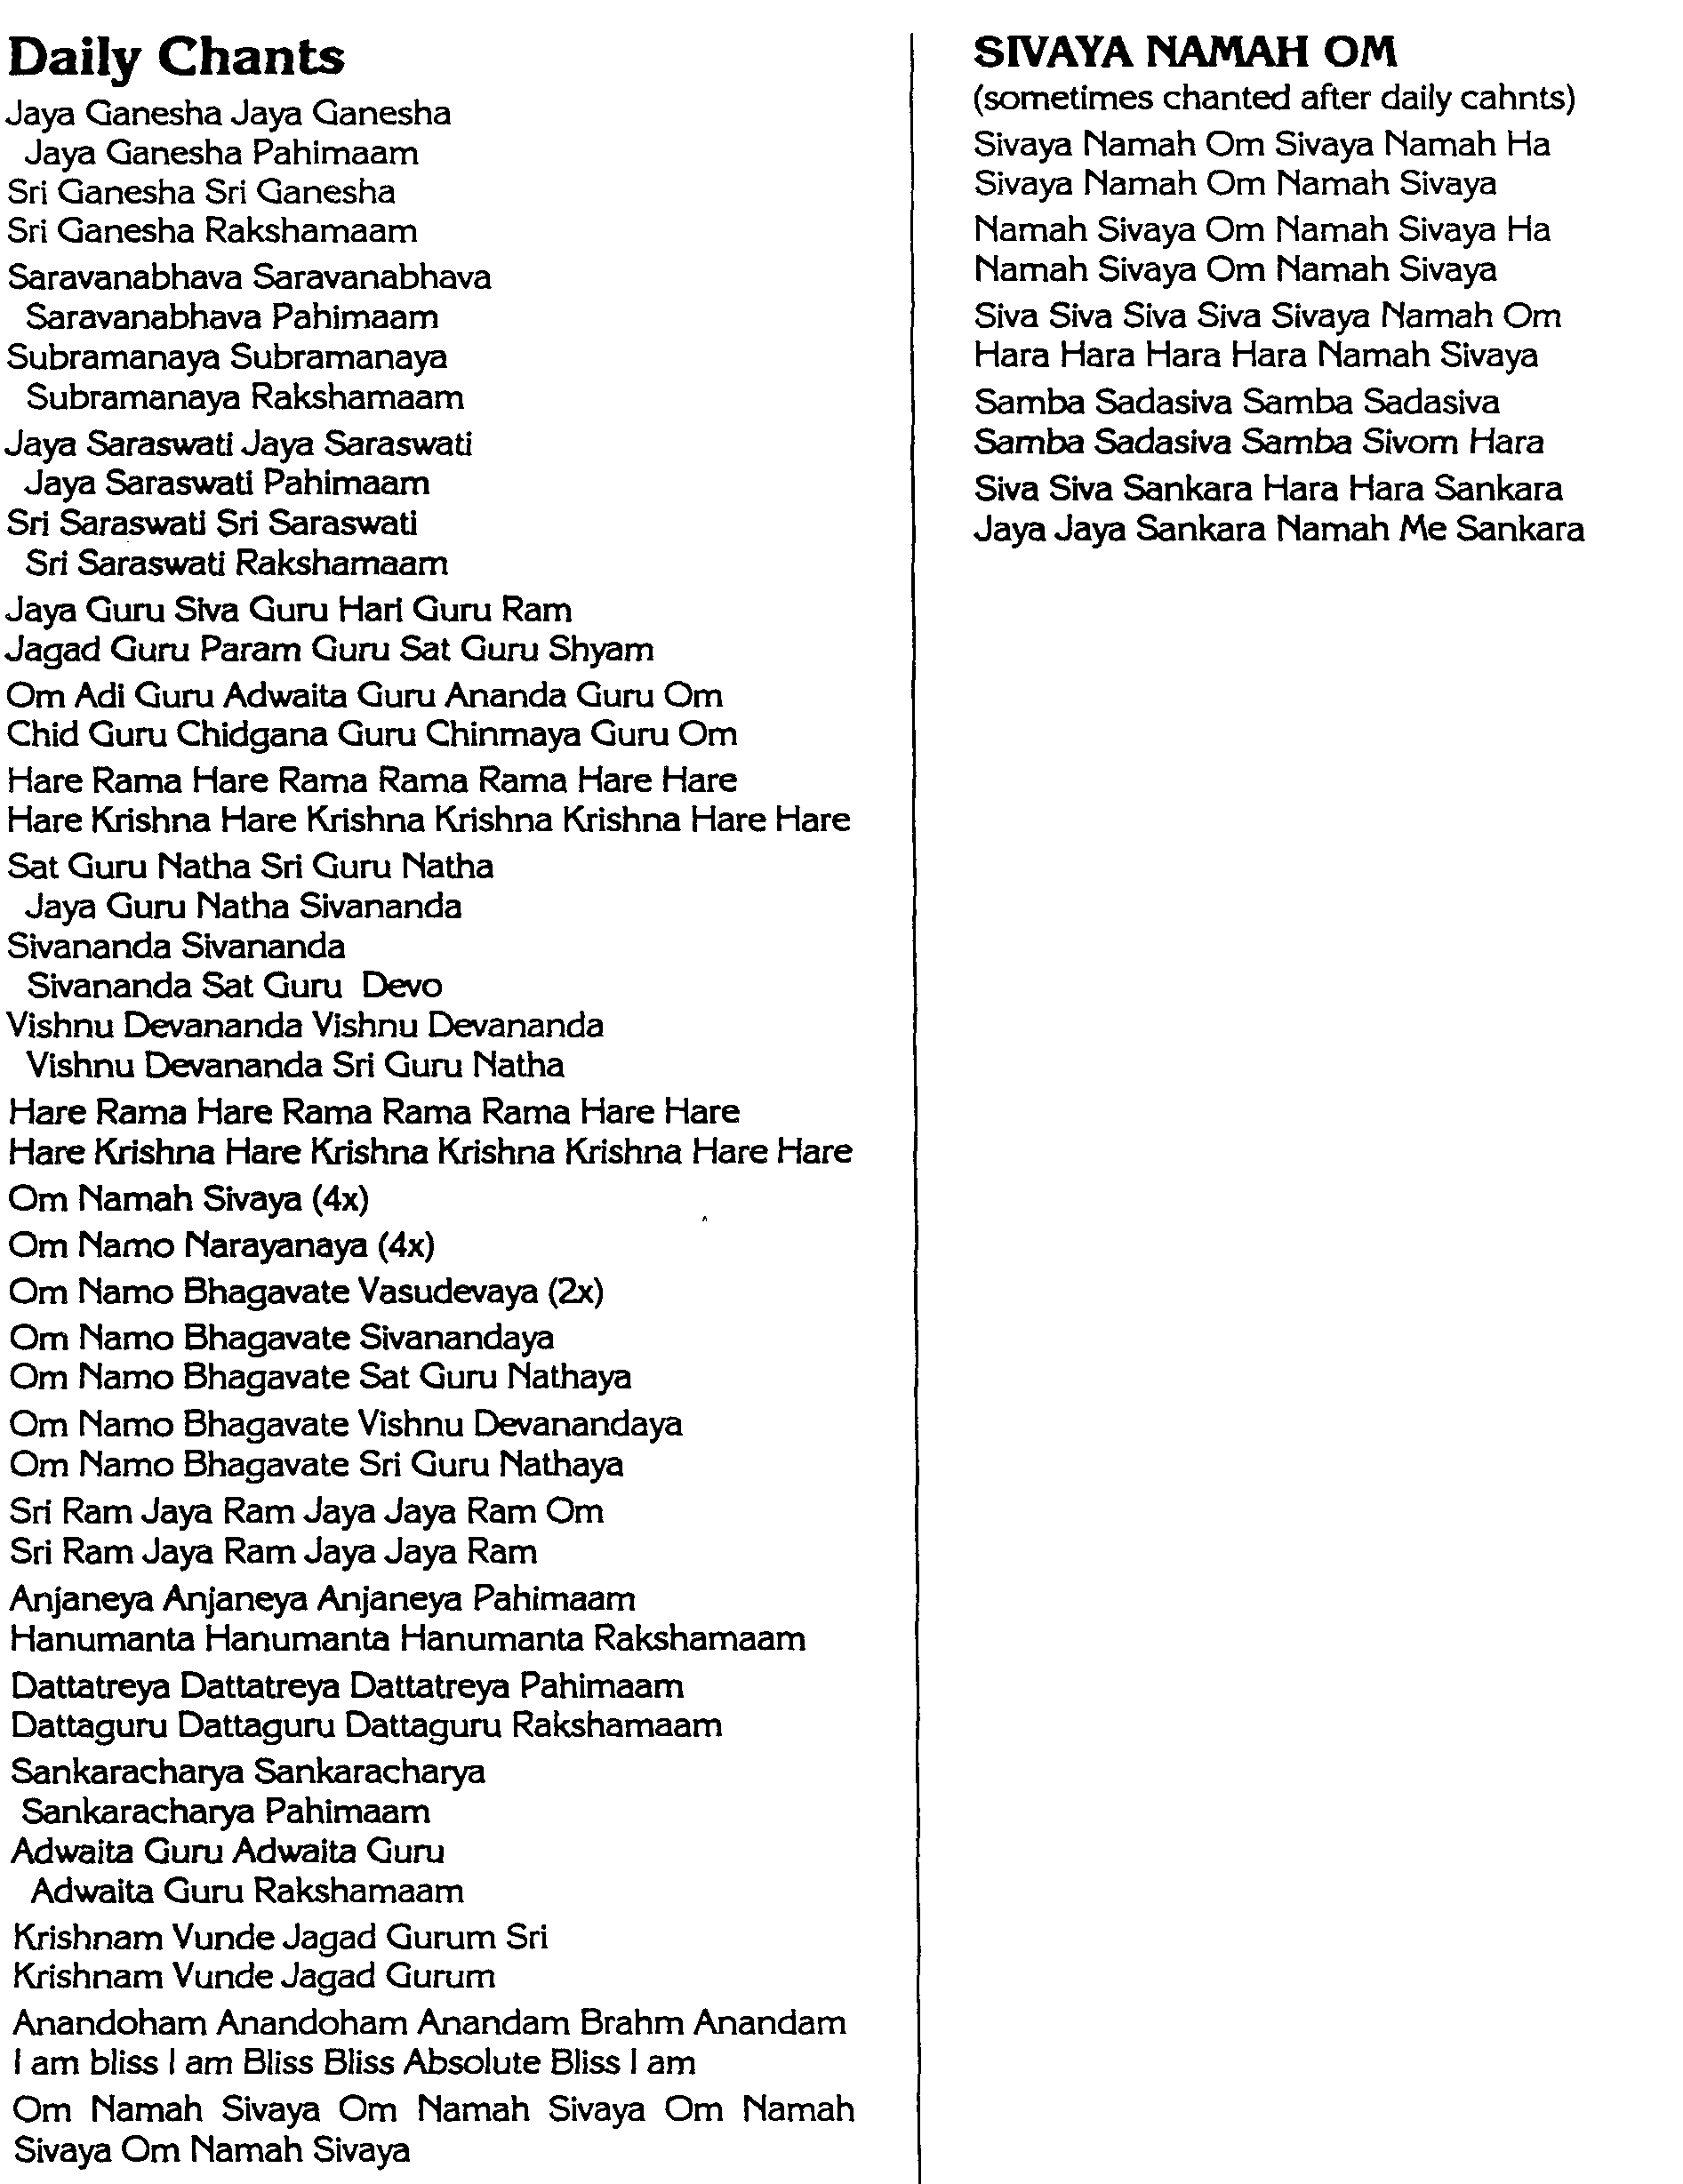 Daily Chants
Jaya Ganesha Jaya Ganesha
Jaya Ganesha Pahimaam
Sri Ganesha Sri Ganesha
Sri Ganesha Rakshamaam
Saravanabhava Saravanabhava
Saravanabhava Pahimaam
Subramanaya Subramanaya
Subramanaya Rakshamaam
Jaya Saraswati Jaya Saraswati
Jaya Saraswati Pahimaam
Sri Saraswati Sri Saraswati
Sri Saraswati Rakshamaam
Jaya Guru Siva Guru Hari Guru Ram
Jagad Guru Param Guru Sat Guru Shyam
Om Adi Guru Adwaita Guru Ananda Guru Om
Chid Guru Chidgana Guru Chinmaya Guru Om
Hare Rama Hare Rama Rama Rama Hare Hare
Hare Krishna Hare Krishna Krishna Krishna Hare Hare
Sat Guru Natha Sri Guru Natha
Jaya Guru Natha Sivananda
Sivananda Sivananda
Sivananda Sat Guru Devo
Vishnu Devananda Vishnu Devananda
Vishnu Devananda Sri Guru Natha
Hare Rama Hare Rama Rama Rama Hare Hare
Hare Krishna Hare Krishna Krishna Krishna Hare Hare
Om Namah Sivaya (4x)
Om Namo Narayanaya (4x)
Om Namo Bhagavate Vasudevaya (2x)
Om Namo Bhagavate Sivanandaya
Om Namo Bhagavate Sat Guru Nathaya
Om Namo Bhagavate Vishnu Devanandaya
Om Namo Bhagavate Sri Guru Nathaya
Sri Ram Jaya Ram Jaya Jaya Ram Om
Sri Ram Jaya Ram Jaya Jaya Ram
Anjaneya Anjaneya Anjaneya Pahimaam
Hanumanta Hanumanta Hanumanta Rakshamaam
Dattatreya Dattatreya Dattatreya Pahimaam
Dattaguru Dattaguru Dattaguru Rakshamaam
Sankaracharya Sankaracharya
Sankaracharya Pahimaam
Adwaita Guru Adwaita Guru
Adwaita Guru Rakshamaam
Krishnam Vunde Jagad Gurum Sri
Krishnam Vunde Jagad Gurum
Anandoham Anandoham Anandam Brahm Anandam
I am bliss I am Bliss Bliss Absolute Bliss I am
Om Namah Sivaya Om Namah Sivaya Om Namah
Sivaya Om Namah Sivaya
SIVAYA NAMAH OM
(sometimes chanted after daily cahnts)
Sivaya Namah Om Sivaya Namah Ha
Sivaya Namah Om Namah Sivaya
Namah Sivaya Om Namah Sivaya Ha
Namah Sivaya Om Namah Sivaya
Siva Siva Siva Siva Sivaya Namah Om
Hara Hara Hara Hara Namah Sivaya
Samba Sadasiva Samba Sadasiva
Samba Sadasiva Samba Sivom Hara
Siva Siva Sankara Hara Hara Sankara
Jaya Jaya Sankara Namah Me Sankara